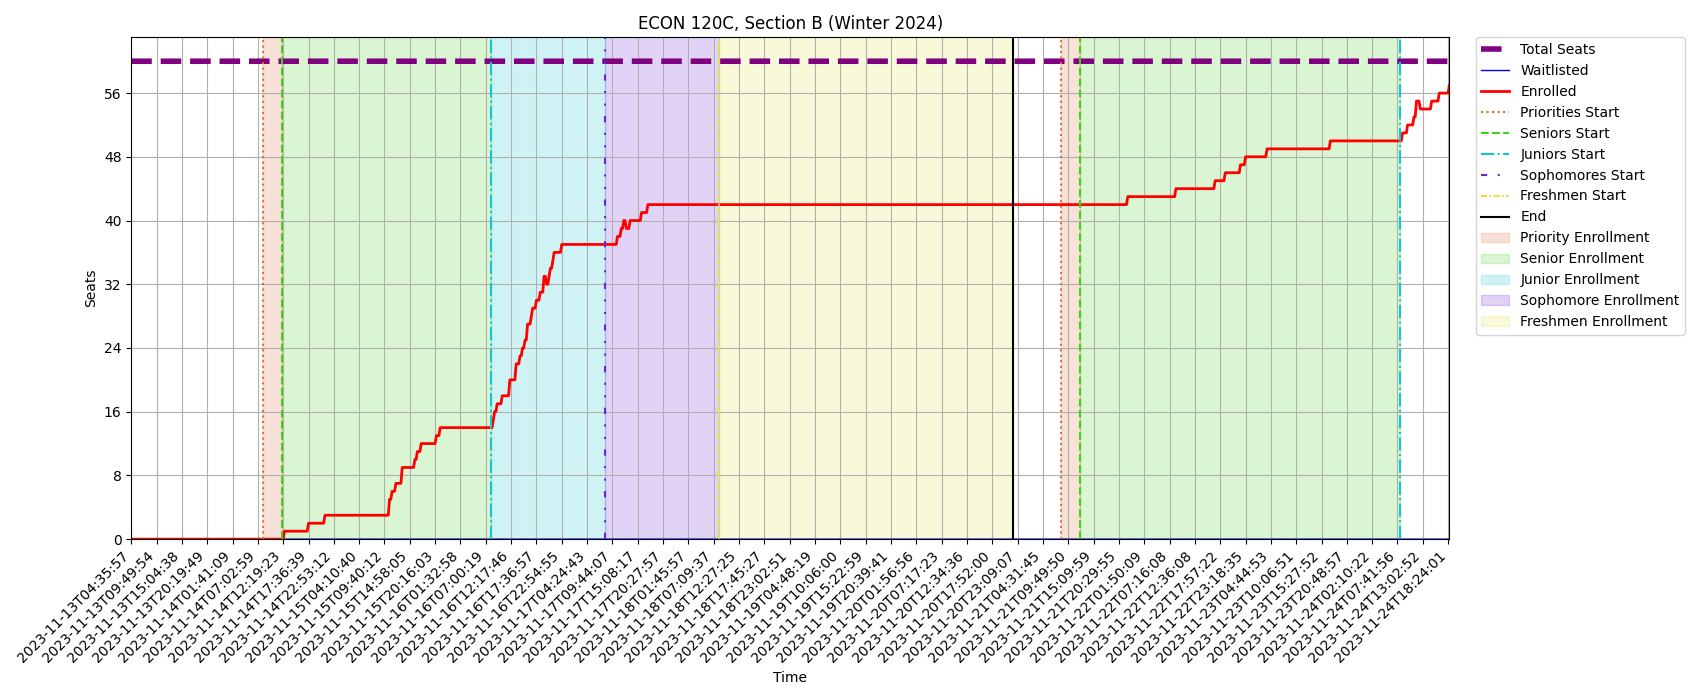 ECON 120C, Section B (Winter 2024)
Total Seats
Waitlisted
Enrolled
Priorities Start
Seniors Start
Juniors Start
Sophomores Start
Freshmen Start
End
Priority Enrollment
Senior Enrollment
Junior Enrollment
Sophomore Enrollment
Freshmen Enrollment
Seats
56
48
40
32
24
16
8
0
2023-11-13T04:35:57
2023-11-13T09:49:54
2023-11-13T15:04:38
2023-11-13T20:19:49
2023-11-14T01:41:09
2023-11-14T07:02:59
2023-11-14T12:19:23
2023-11-14T17:36:39
2023-11-14T22:53:12
2023-11-15T04:10:40
2023-11-15T09:40:12
2023-11-15T14:58:05
2023-11-15T20:16:03
2023-11-16T01:32:58
2023-11-16T07:00:19
2023-11-16T12:17:46
2023-11-16T17:36:57
2023-11-16T22:54:55
2023-11-17T04:24:43
2023-11-17T09:44:07
2023-11-17T15:08:17
2023-11-17T20:27:57
2023-11-18T01:45:57
2023-11-18T07:09:37
2023-11-18T12:27:25
2023-11-18T17:45:27
2023-11-18T23:02:51
2023-11-19T04:48:19
2023-11-19T10:06:00
2023-11-19T15:22:59
2023-11-19T20:39:41
2023-11-20T01:56:56
2023-11-20T07:17:23
2023-11-20T12:34:36
2023-11-20T17:52:00
2023-11-20T23:09:07
2023-11-21T04:31:45
2023-11-21T09:49:50
2023-11-21T15:09:59
2023-11-21T20:29:55
2023-11-22T01:50:09
2023-11-22T07:16:08
2023-11-22T12:36:08
2023-11-22T17:57:22
2023-11-22T23:18:35
2023-11-23T04:44:53
2023-11-23T10:06:51
2023-11-23T15:27:52
2023-11-23T20:48:57
2023-11-24T02:10:22
2023-11-24T07:41:56
2023-11-24T13:02:52
2023-11-24T18:24:01
Time